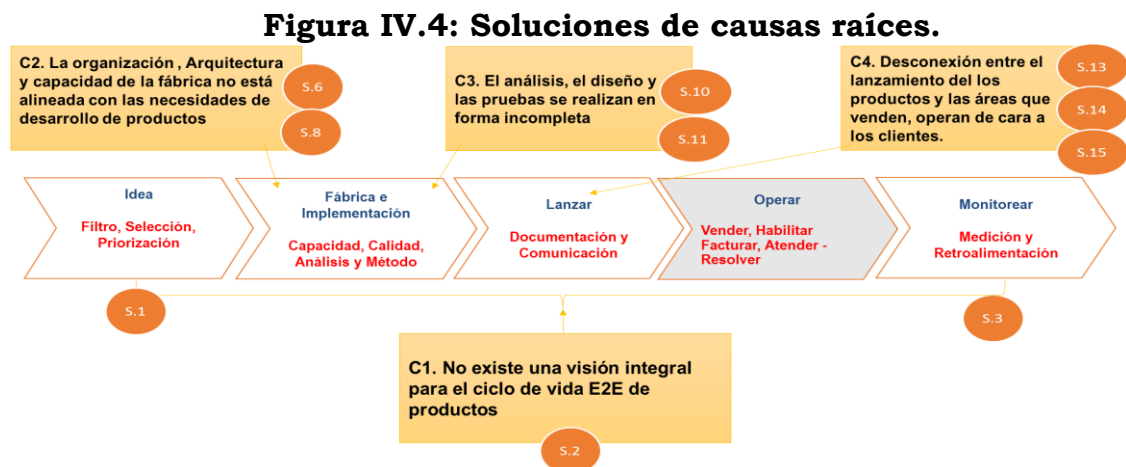 Figura IV.4: Soluciones de causas raíces.
C2. La organización , Arquitectura
y capacidad de la fábrica no está
alineada con las necesidades de
desarrollo de productos
S.6
S.8
C3. El análisis, el diseño y
las pruebas se realizan en
forma incompleta
S.10
S.11
C4. Desconexión entre el
lanzamiento del los
productos y las áreas que
venden, operan de cara a
los clientes.
S.13
S.14
S.15
Idea
Filtro, Selección,
Priorización
Fàbrica e
Implementación
Capacidad, Calidad,
Análisis y Método
Lanzar
Documentación y
Comunicación
Operar
Vender, Habilitar
Facturar, Atender -
Resolver
Monitorear
Medición y
Retroalimentación
S.1
S.3
C1. No existe una visión integral
para el ciclo de vida E2E de
productos
S.2